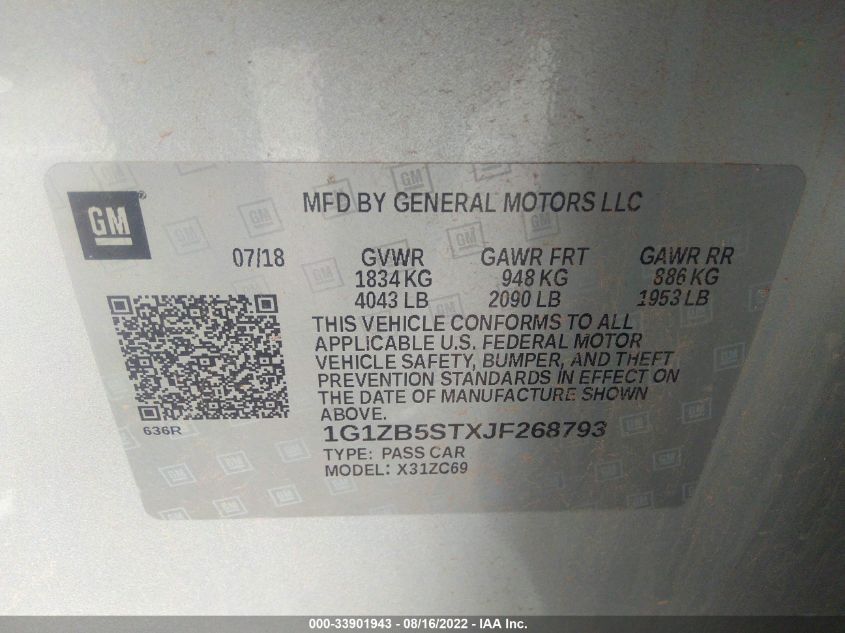 GM
MFD BY GENERAL MOTORS LLC
07/18 GVWR GAWR FRT GAWR RR
1834 KG 948 KG 886 KG
4043 LB 2090 LB 1953 LB
THIS VEHICLE CONFORMS TO ALL
APPLICABLE U.S. FEDERAL MOTOR
VEHICLE SAFETY, BUMPER, AND THEFT
PREVENTION STANDARDS IN EFFECT ON
THE DATE OF MANUFACTURE SHOWN
ABOVE.
636R
1G1ZB5STXJF268793
TYPE: PASS CAR
MODEL: X31ZC69
000-33901943 - 08/16/2022 - IAA Inc.